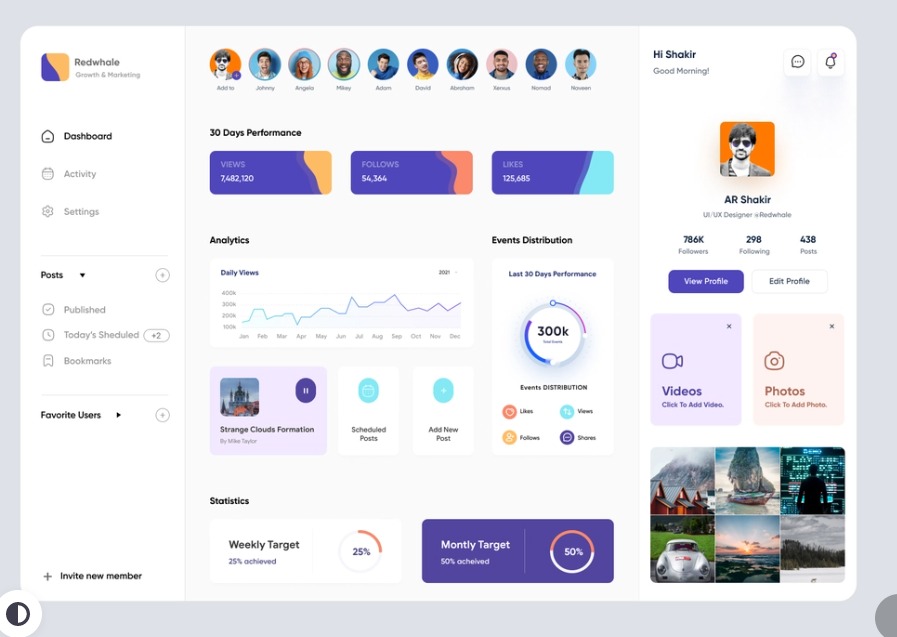 Redwhale
Growth & Marketing
Dashboard
Activity
Settings
Posts
Published
Today's Sheduled +2
Bookmarks
Favorite Users
Invite new member
Add to Johnny Angela Mikey Adam David Abraham Xenus Nomad Naveen
30 Days Performance
VIEWS
7,482,120
FOLLOWS
54,364
LIKES
125,685
Analytics
Daily Views 2021
400k
300k
200k
100k
Jan Feb Mar Apr May Jun Jul Aug Sep Oct Nov Dec
Strange Clouds Formation
By Mike Taylor
Scheduled
Posts
Add New
Post
Events Distribution
Last 30 Days Performance
300k
Total Events
Events DISTRIBUTION
Likes Views
Follows Shares
Statistics
Weekly Target
25% achieved
25%
Montly Target
50% acheived
50%
Hi Shakir
Good Morning!
AR Shakir
UI/UX Designer @Redwhale
786K 298 438
Followers Following Posts
View Profile Edit Profile
Videos
Click To Add Video.
Photos
Click To Add Photo.